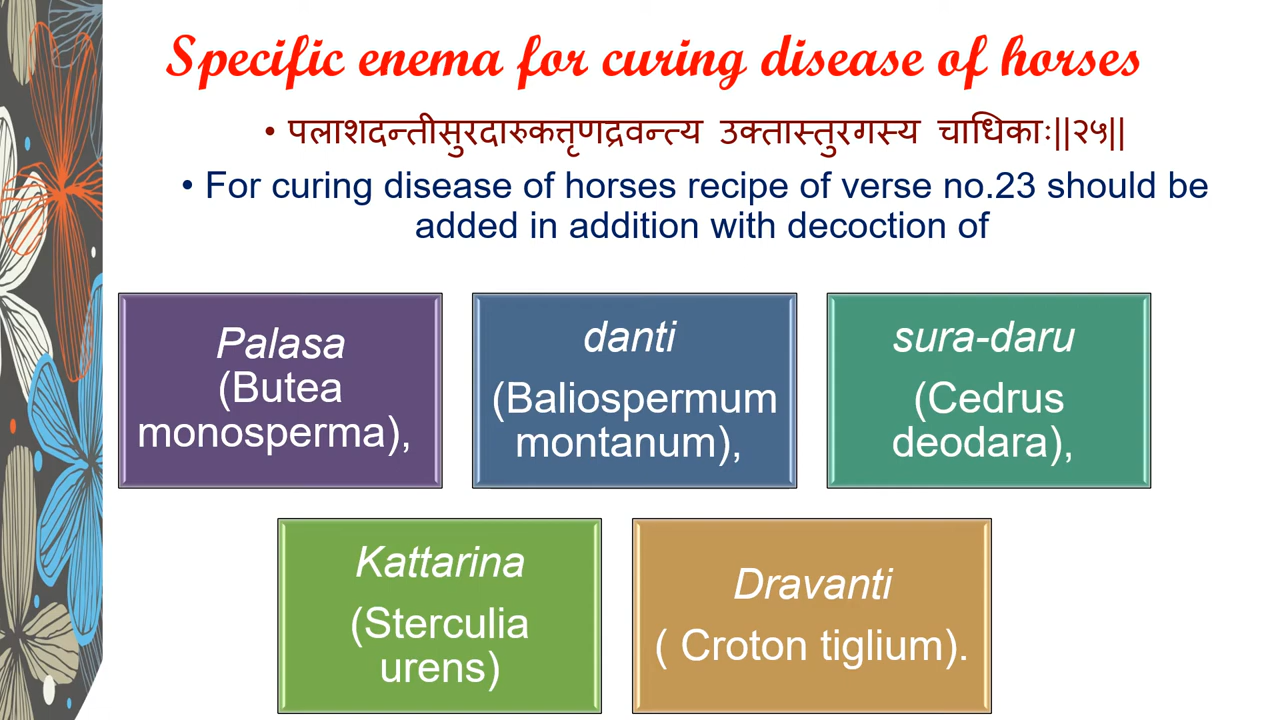 Specific enema for curing disease of horses
• पलाशदन्तीसुरदारुकत्तृणद्रवन्त्य उक्तास्तुरगस्य चाधिकाः||२५||
• For curing disease of horses recipe of verse no.23 should be
added in addition with decoction of
Palasa
(Butea
monosperma),
danti
(Baliospermum
montanum),
sura-daru
(Cedrus
deodara),
Kattarina
(Sterculia
urens)
Dravanti
( Croton tiglium).